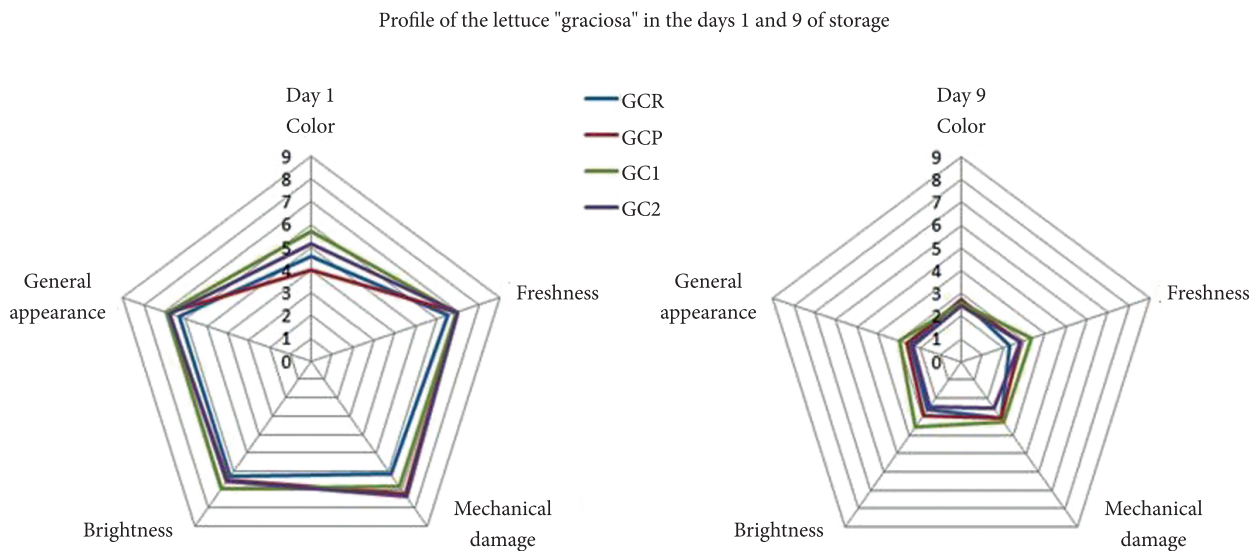 Profile of the lettuce "graciosa" in the days 1 and 9 of storage
Day 1
Color
9
8
7
6
5
4
3
2
1
0
General
appearance
Freshness
Brightness
Mechanical
damage
GCR
GCP
GC1
GC2
Day 9
Color
9
8
7
6
5
4
3
2
1
0
General
appearance
Freshness
Brightness
Mechanical
damage